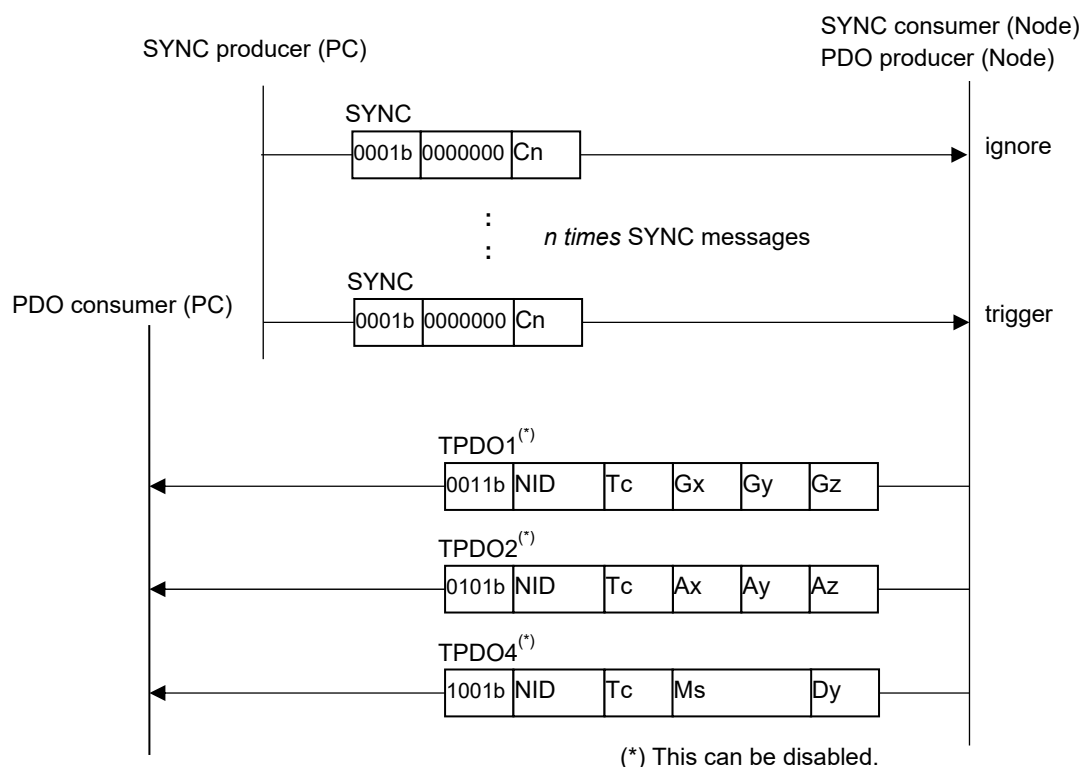 SYNC consumer (Node)
SYNC producer (PC)
PDO producer (Node)
SYNC
0001b 0000000 Cn
ignore
:
:
n times SYNC messages
SYNC
PDO consumer (PC)
0001b 0000000 Cn
trigger
TPDO1(*)
0011b NID Tc Gx Gy Gz
TPDO2(*)
0101b NID Tc Ax Ay Az
TPDO4(*)
1001b NID Tc Ms Dy
(*) This can be disabled.